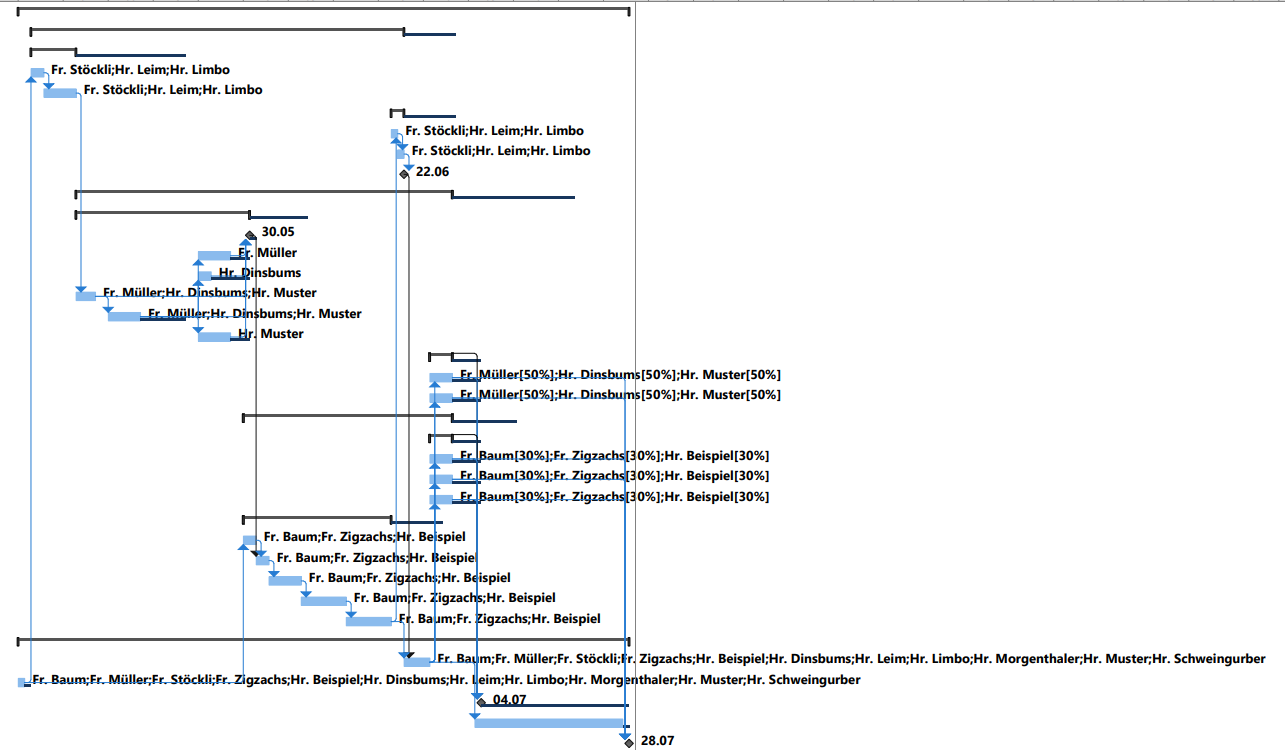 Fr. Stöckli;Hr. Leim;Hr. Limbo
Fr. Stöckli;Hr. Leim;Hr. Limbo
Fr. Stöckli;Hr. Leim;Hr. Limbo
Fr. Stöckli;Hr. Leim;Hr. Limbo
22.06
30.05
Fr. Müller
Hr. Dinsbums
Fr. Müller;Hr. Dinsbums;Hr. Muster
Fr. Müller;Hr. Dinsbums;Hr. Muster
Hr. Muster
Fr. Müller[50%];Hr. Dinsbums[50%];Hr. Muster[50%]
Fr. Müller[50%];Hr. Dinsbums[50%];Hr. Muster[50%]
Fr. Baum[30%];Fr. Zigzachs[30%];Hr. Beispiel[30%]
Fr. Baum[30%];Fr. Zigzachs[30%];Hr. Beispiel[30%]
Fr. Baum[30%];Fr. Zigzachs[30%];Hr. Beispiel[30%]
Fr. Baum;Fr. Zigzachs;Hr. Beispiel
Fr. Baum;Fr. Zigzachs;Hr. Beispiel
Fr. Baum;Fr. Zigzachs;Hr. Beispiel
Fr. Baum;Fr. Zigzachs;Hr. Beispiel
Fr. Baum;Fr. Zigzachs;Hr. Beispiel
Fr. Baum;Fr. Müller;Fr. Stöckli;Fr. Zigzachs;Hr. Beispiel;Hr. Dinsbums;Hr. Leim;Hr. Limbo;Hr. Morgenthaler;Hr. Muster;Hr. Schweingurber
Fr. Baum;Fr. Müller;Fr. Stöckli;Fr. Zigzachs;Hr. Beispiel;Hr. Dinsbums;Hr. Leim;Hr. Limbo;Hr. Morgenthaler;Hr. Muster;Hr. Schweingurber
04.07
28.07